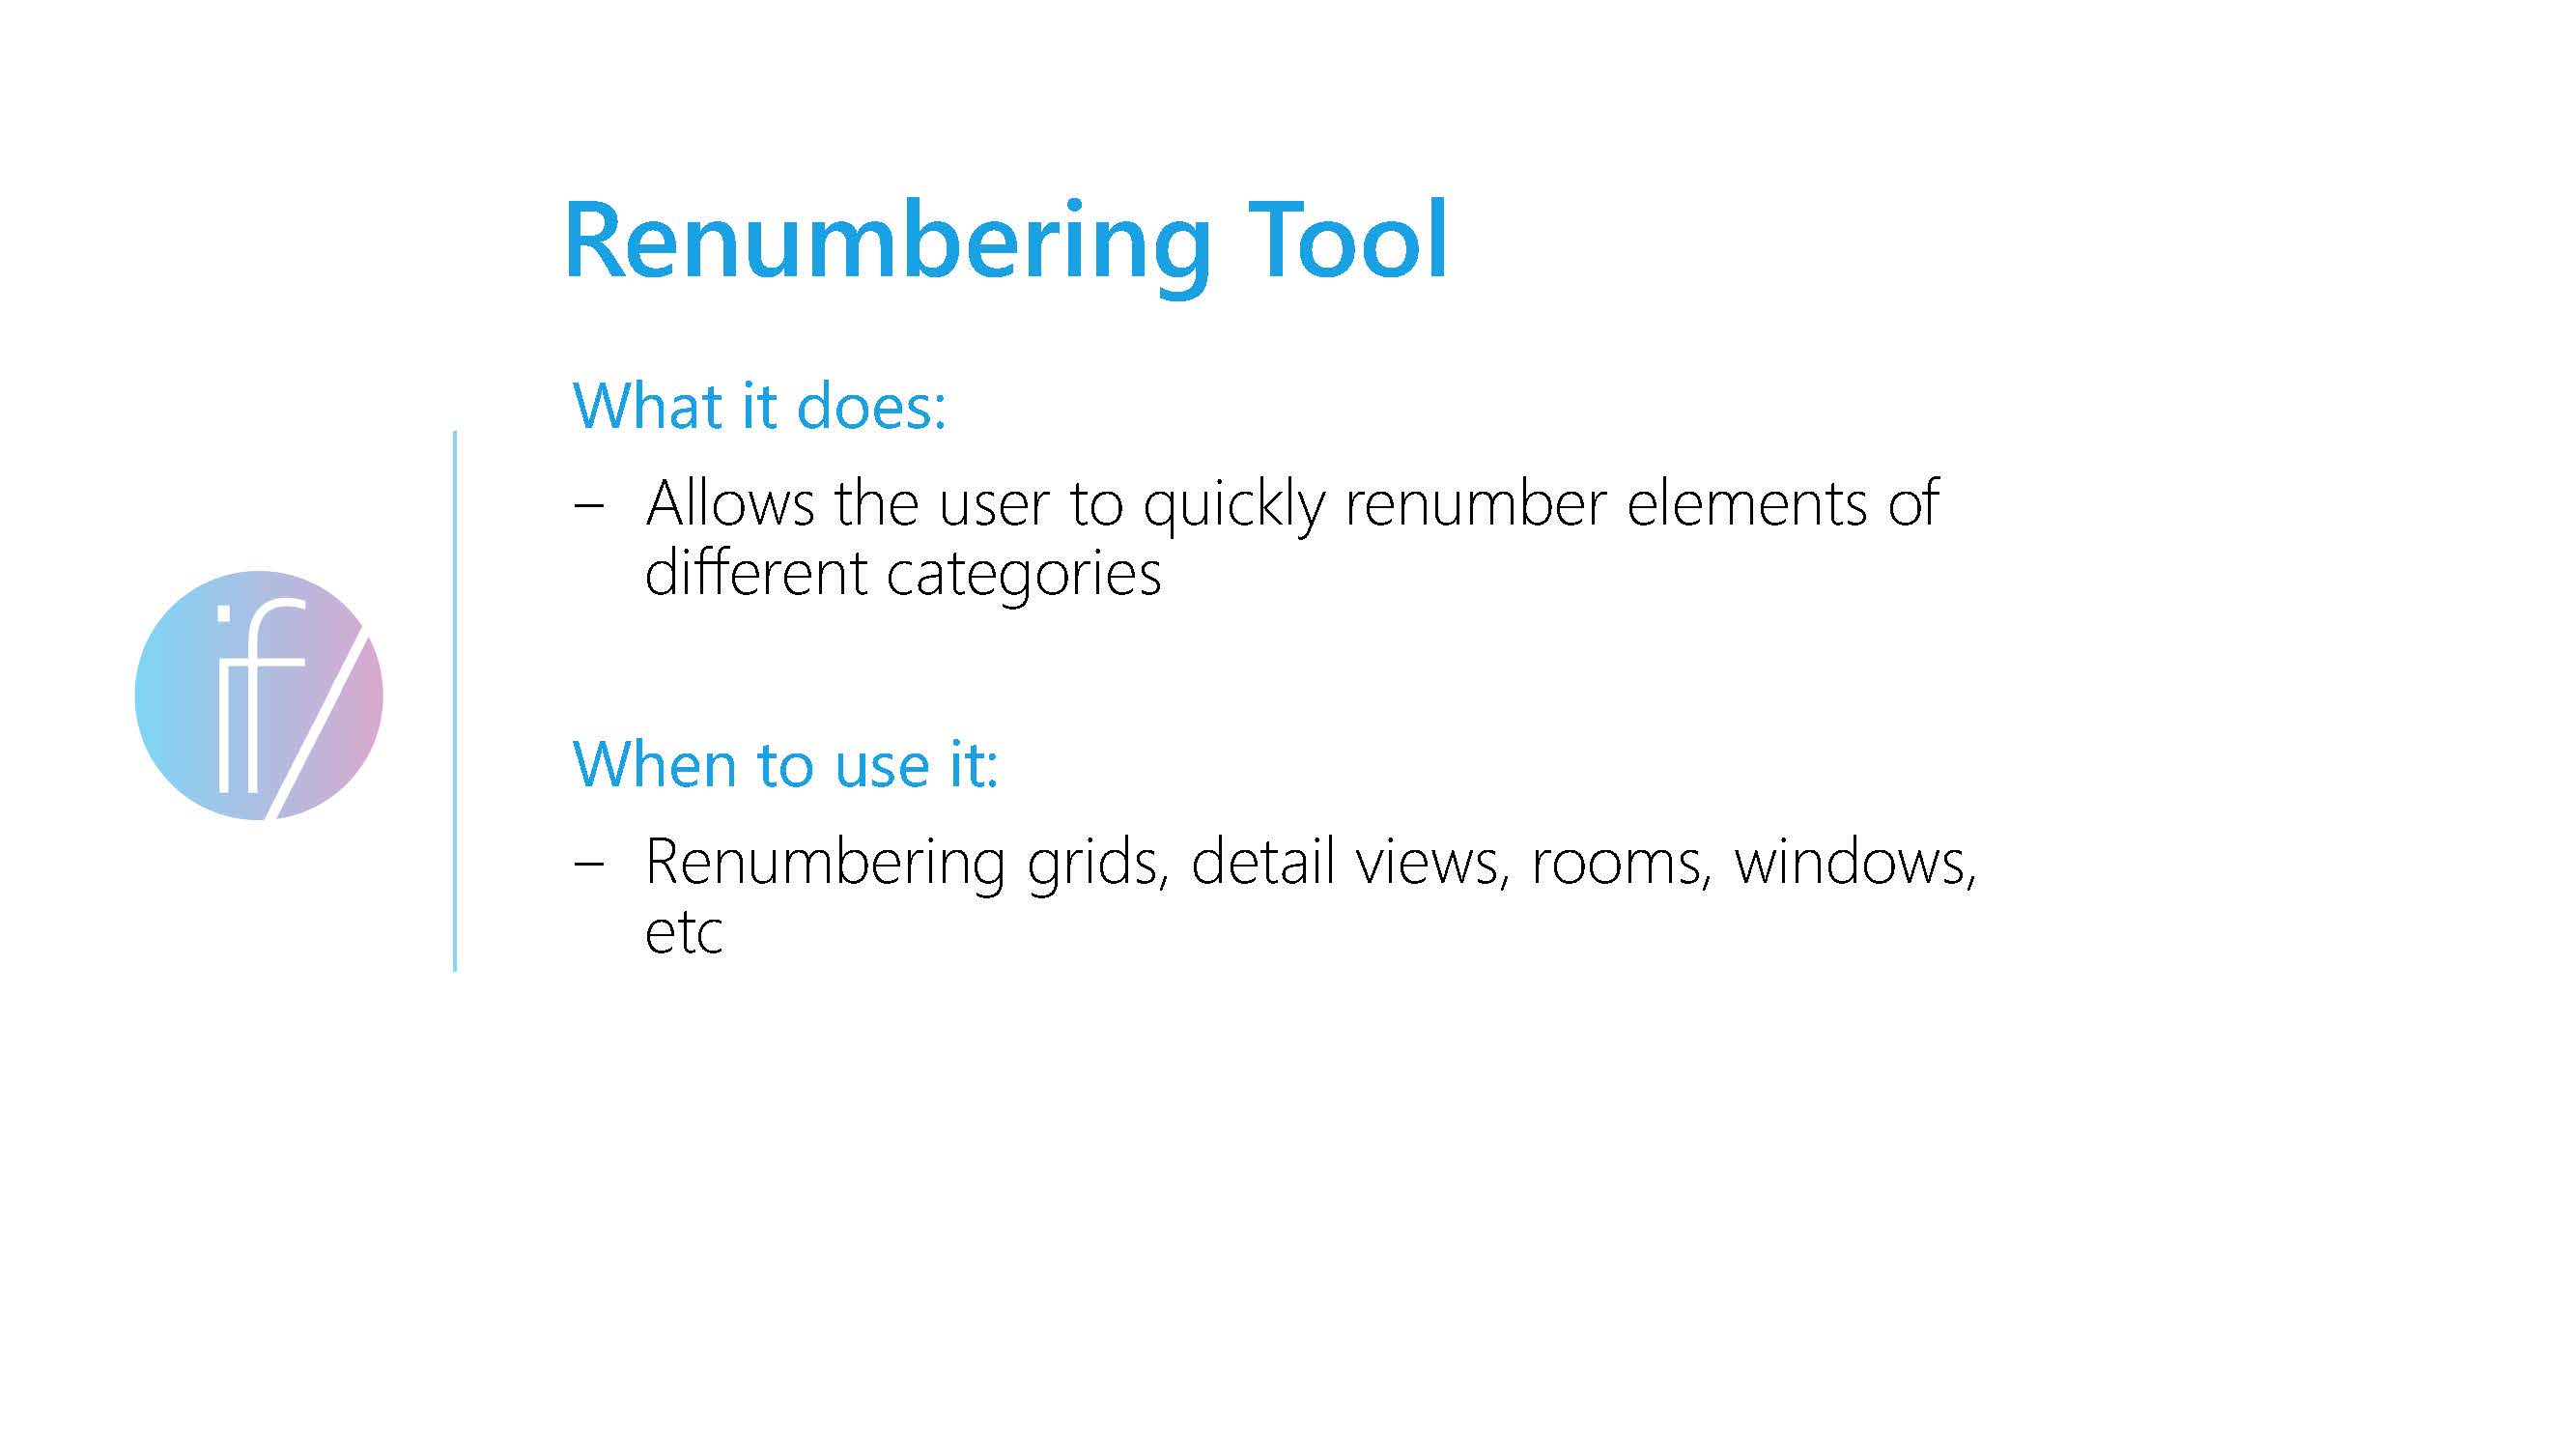 Renumbering Tool
What it does:
– Allows the user to quickly renumber elements of
different categories
if/
When to use it:
– Renumbering grids, detail views, rooms, windows,
etc